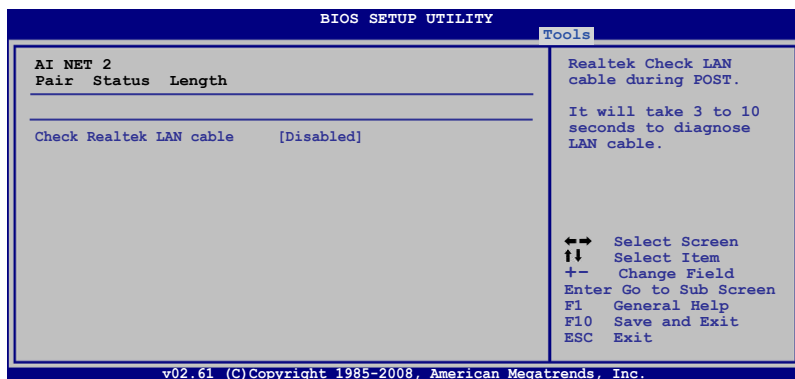 BIOS SETUP UTILITY
Tools
AI NET 2
Pair Status Length
Check Realtek LAN cable [Disabled]
Realtek Check LAN
cable during POST.
It will take 3 to 10
seconds to diagnose
LAN cable.
←→ Select Screen
↑↓ Select Item
+- Change Field
Enter Go to Sub Screen
F1 General Help
F10 Save and Exit
ESC Exit
v02.61 (C)Copyright 1985-2008, American Megatrends, Inc.